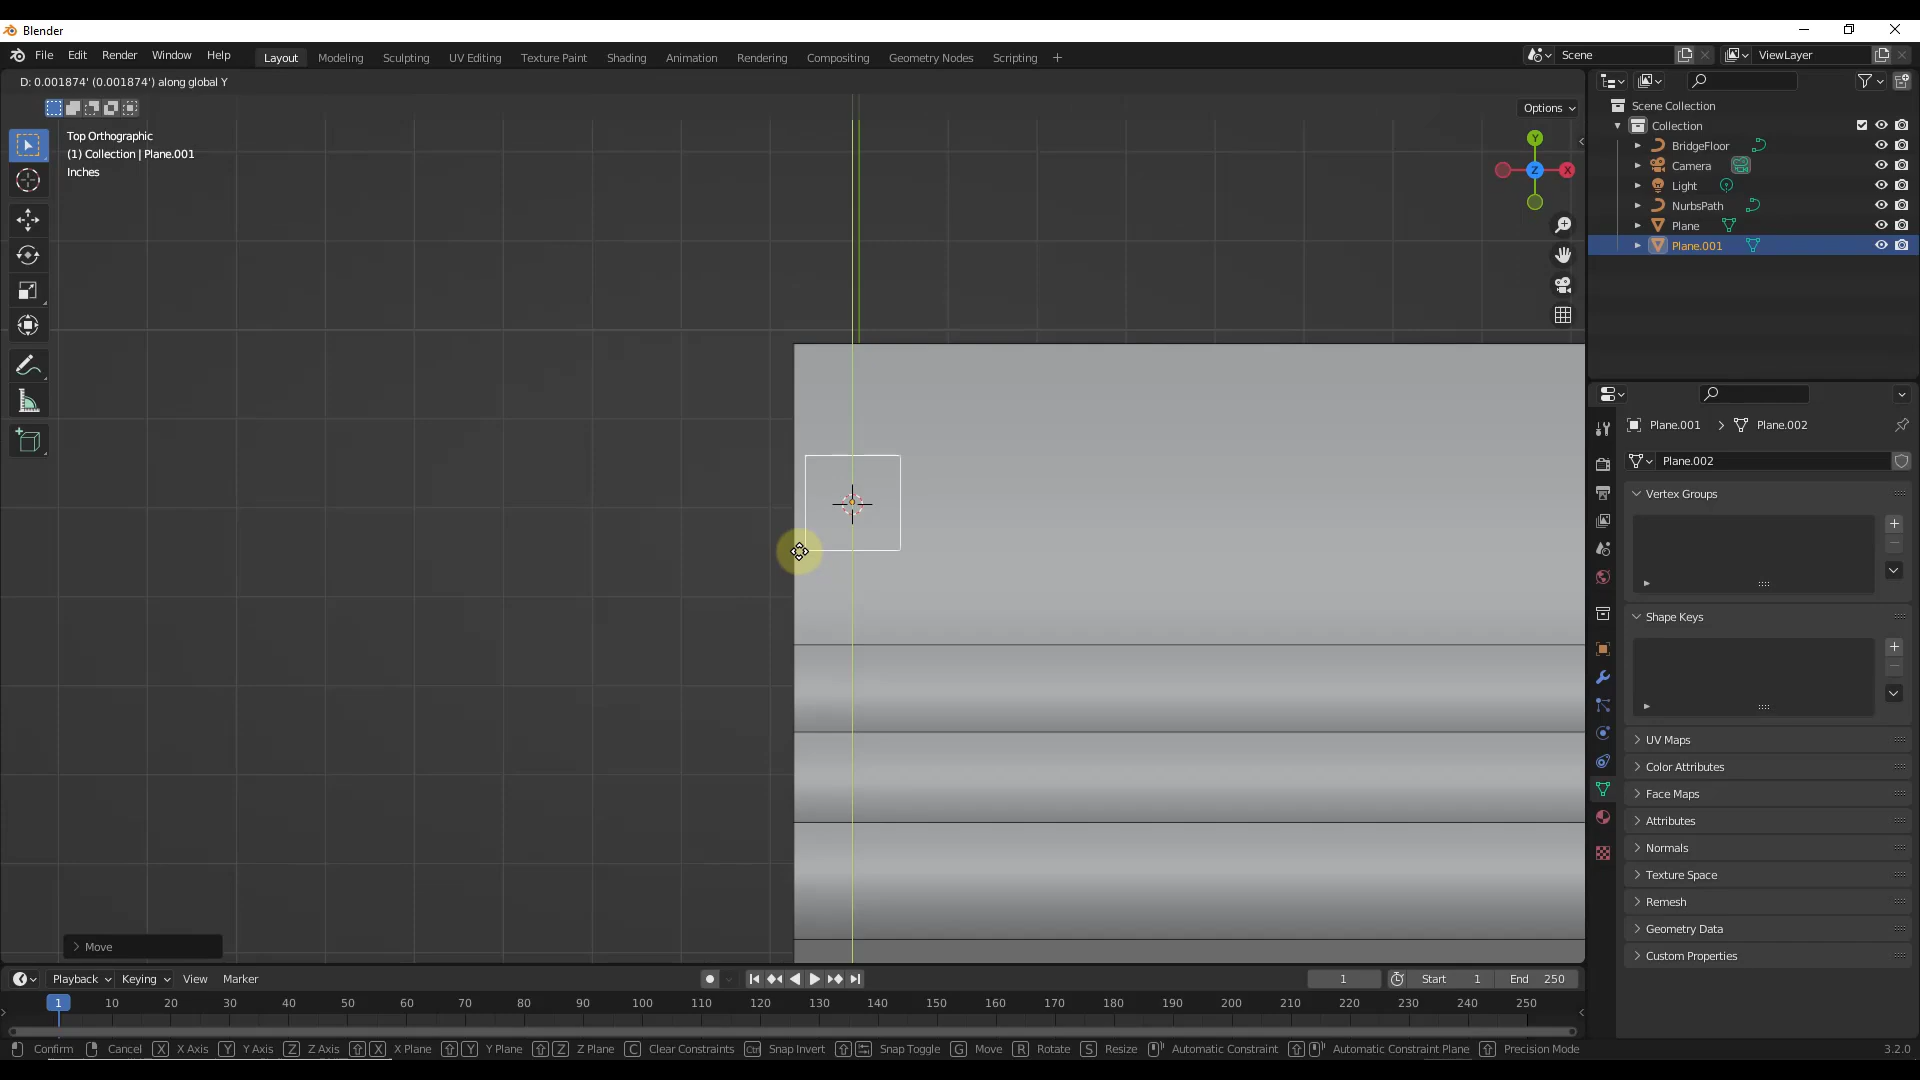 Blender
File Edit Render Window Help Layout Modeling Sculpting UV Editing Texture Paint Shading Animation Rendering Compositing Geometry Nodes Scripting + Scene ViewLayer
D: 0.001874' (0.001874') along global Y
Options
Top Orthographic
(1) Collection | Plane.001
Inches
Y
Z
X
Scene Collection
Collection
BridgeFloor
Camera
Light
NurbsPath
Plane
Plane.001
Plane.001 > Plane.002
Plane.002
Vertex Groups
Shape Keys
UV Maps
Color Attributes
Face Maps
Attributes
Normals
Texture Space
Remesh
Geometry Data
Custom Properties
Move
Playback Keying View Marker 1 Start 1 End 250
1 10 20 30 40 50 60 70 80 90 100 110 120 130 140 150 160 170 180 190 200 210 220 230 240 250
Confirm Cancel X X Axis Y Y Axis Z Z Axis X X Plane Y Y Plane Z Z Plane C Clear Constraints Ctrl Snap Invert Snap Toggle G Move R Rotate S Resize Automatic Constraint Automatic Constraint Plane Precision Mode 3.2.0